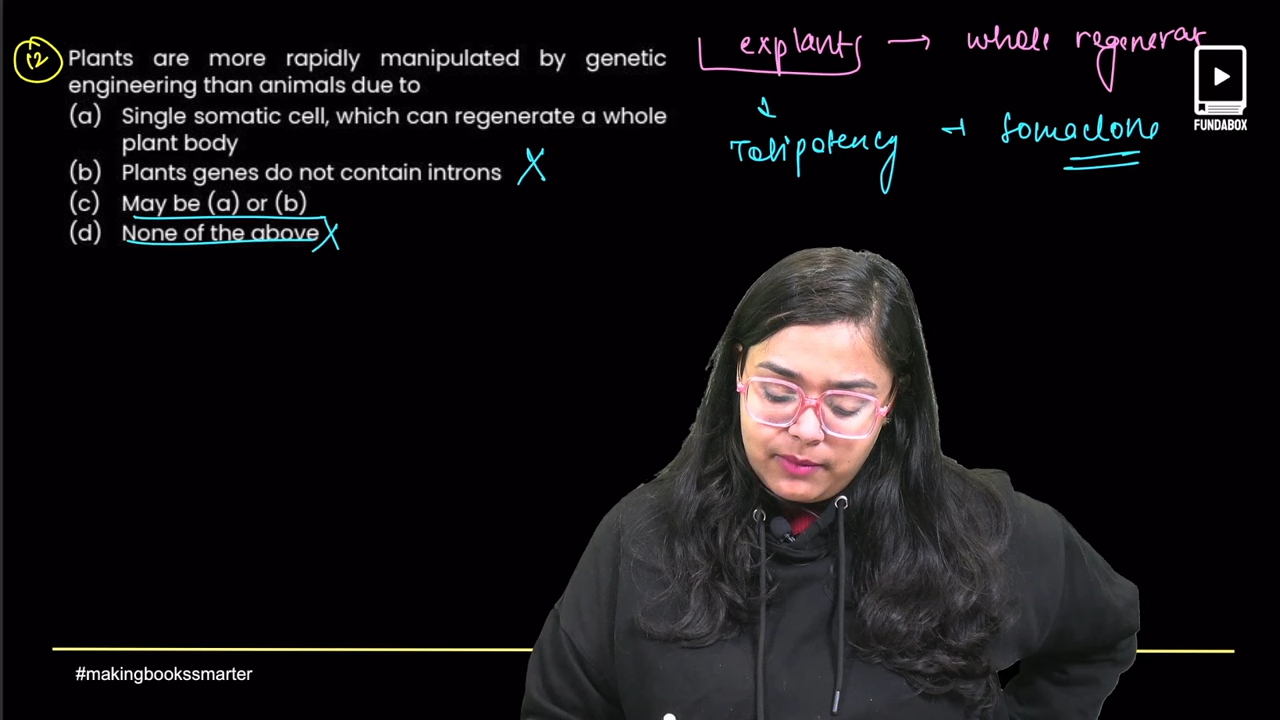 12
Plants are more rapidly manipulated by genetic
engineering than animals due to
(a) Single somatic cell, which can regenerate a whole
plant body
(b) Plants genes do not contain introns X
(c) May be (a) or (b)
(d) None of the above X
explants → whole regenerat
↓
Totipotency → Somaclone
FUNDABOX
#makingbookssmarter